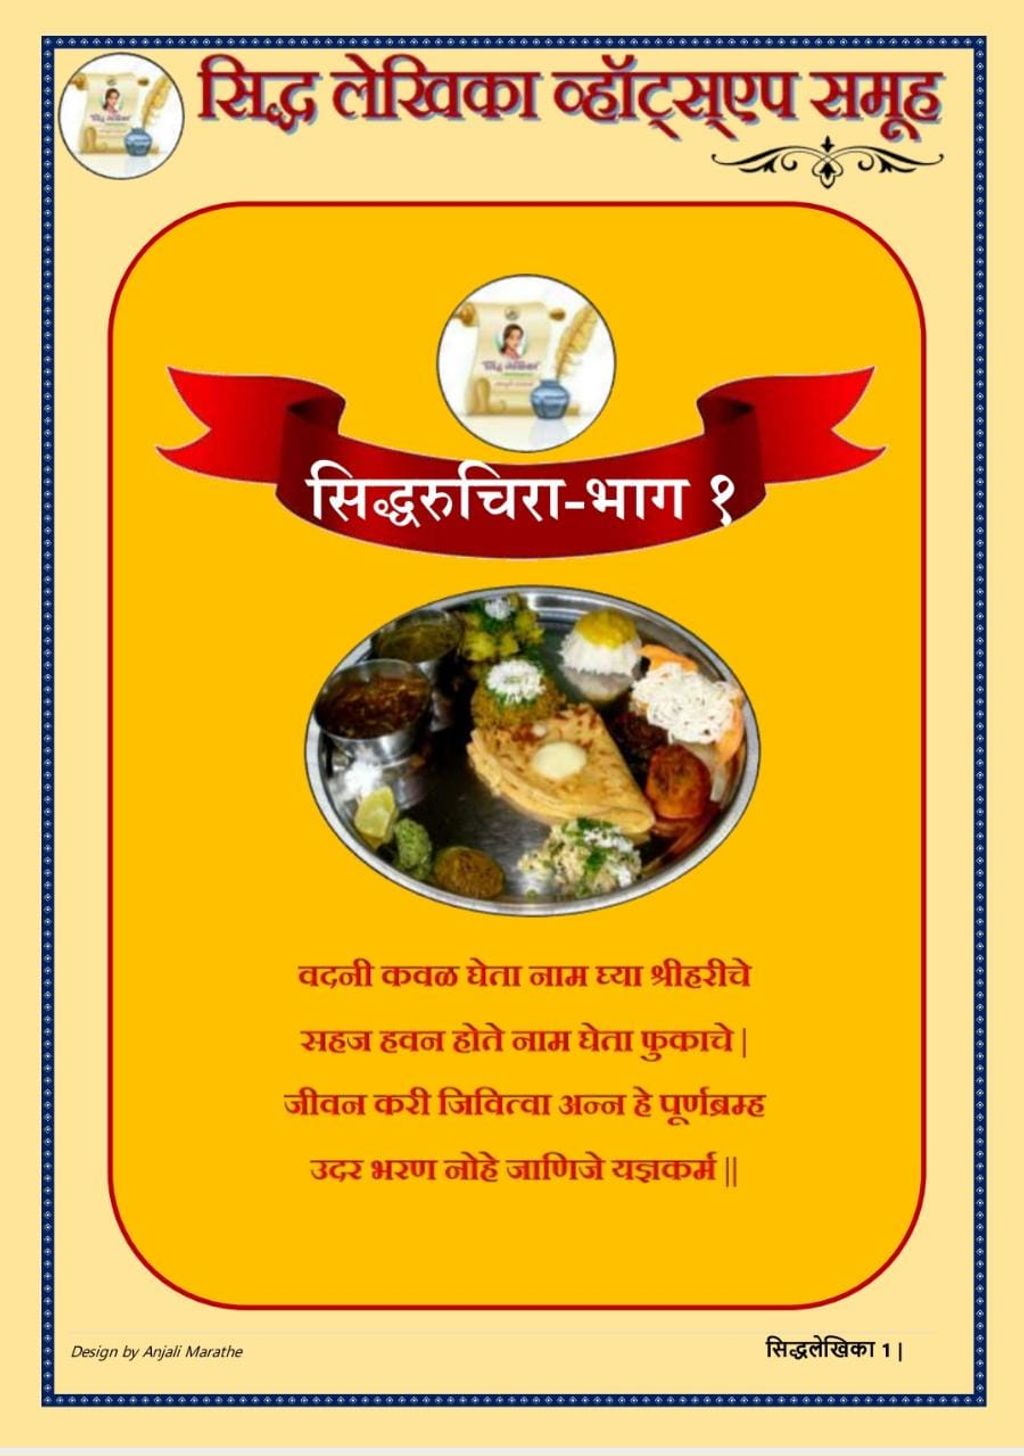 सिद्ध लेखिका व्हॉट्स्एप समूह
सिद्धरुचिरा-भाग १
वदनी कवळ घेता नाम घ्या श्रीहरीचे
सहज हवन होते नाम घेता फुकाचे |
जीवन करी जिवित्वा अन्न हे पूर्णब्रम्ह
उदर भरण नोहे जाणिजे यज्ञकर्म ||
Design by Anjali Marathe
सिद्धलेखिका 1 |